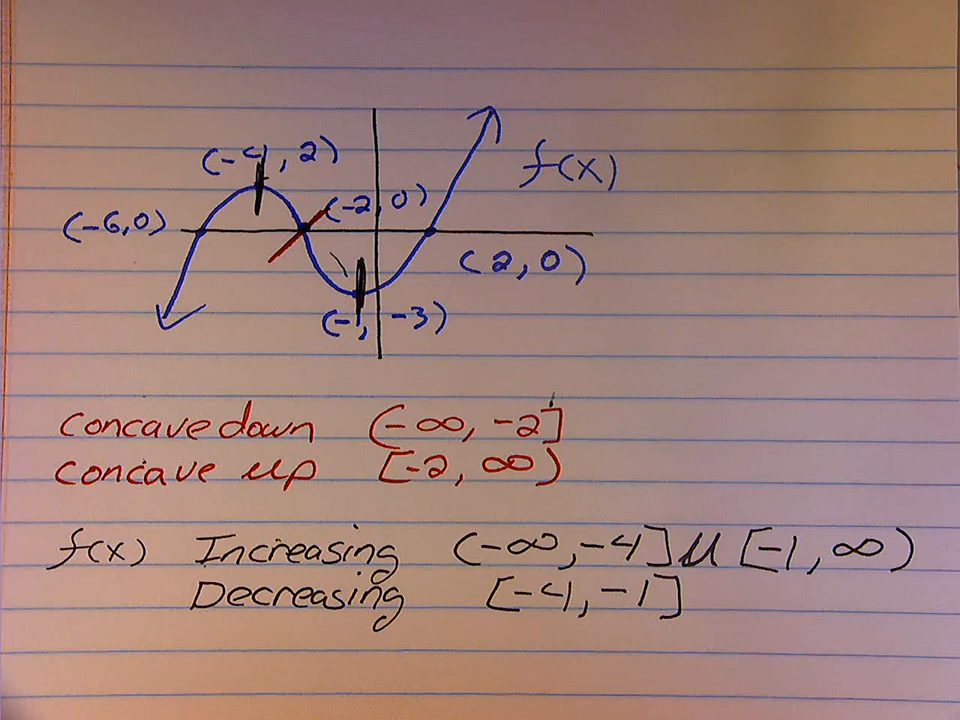 (-4, 2)
f(x)
(-6,0)
(-2,0)
(2,0)
(-1, -3)
concave down (-∞, -2]
concave up [-2, ∞)
f(x) Increasing (-∞,-4] U [-1, ∞)
Decreasing [-4, -1]